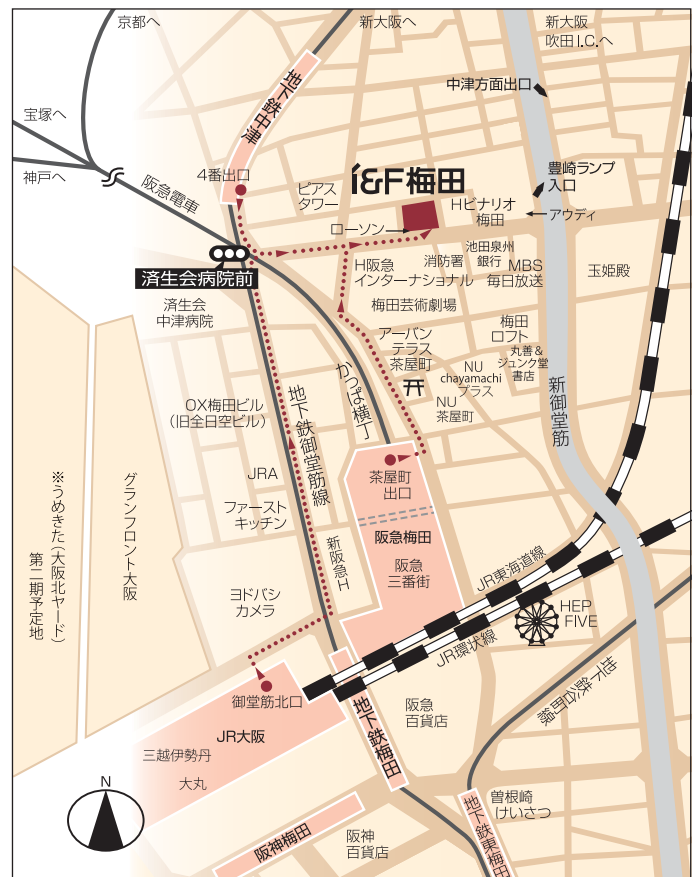 京都へ
新大阪へ
新大阪
吹田I.C.へ
宝塚へ
神戸へ
阪急電車
地下鉄中津
中津方面出口
豊崎ランプ
入口
4番出口
ピアス
タワー
i&F梅田
Hビナリオ
梅田
アウディ
ローソン
消防署
池田泉州
銀行
H阪急
インターナショナル
MBS
毎日放送
玉姫殿
済生会病院前
済生会
中津病院
梅田芸術劇場
アーバン
テラス
茶屋町
梅田
ロフト
丸善&
ジュンク堂
書店
NU
chayamachi
プラス
NU
茶屋町
新御堂筋
かっぱ横丁
地下鉄御堂筋線
OX梅田ビル
(旧全日空ビル)
JRA
ファースト
キッチン
茶屋町
出口
阪急梅田
阪急
三番街
新阪急H
グランフロント大阪
※うめきた(大阪北ヤード)
第二期予定地
ヨドバシ
カメラ
JR東海道線
JR環状線
HEP
FIVE
地下鉄谷町線
御堂筋北口
JR大阪
三越伊勢丹
大丸
地下鉄梅田
阪急
百貨店
N
阪神梅田
阪神
百貨店
曽根崎
けいさつ
地下鉄東梅田